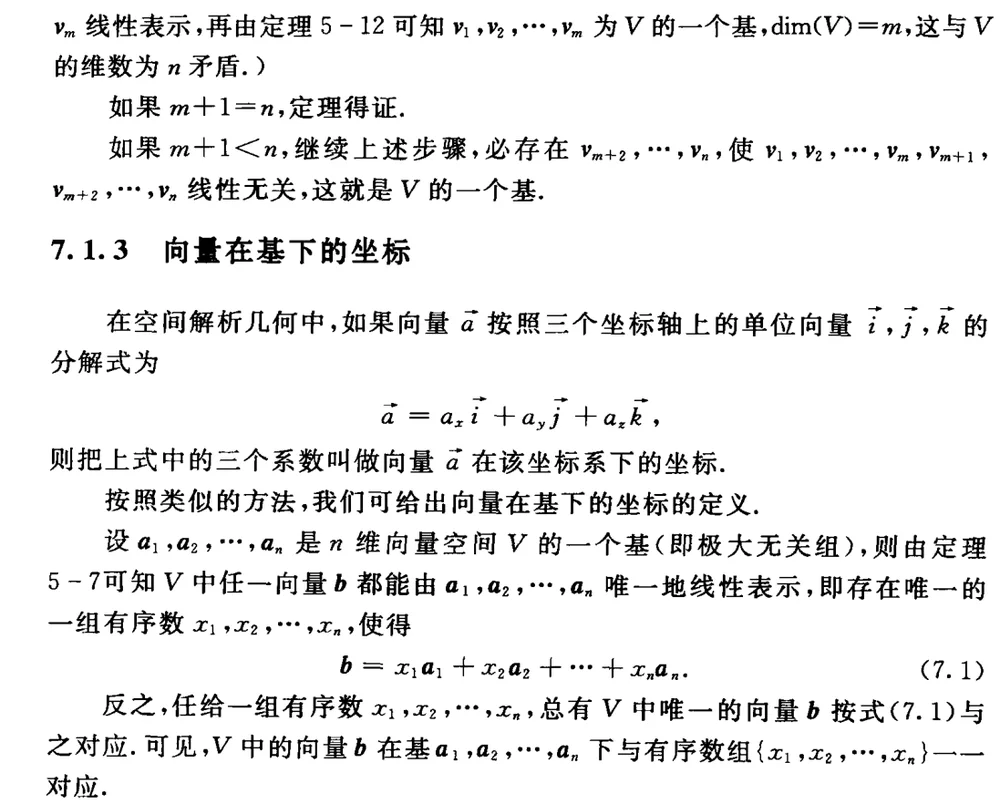 vₘ 线性表示,再由定理 5-12 可知 v₁,v₂,⋯,vₘ 为 V 的一个基,dim(V)=m,这与 V
的维数为 n 矛盾.）
如果 m+1=n,定理得证.
如果 m+1<n,继续上述步骤,必存在 vₘ₊₂,⋯,vₙ,使 v₁,v₂,⋯,vₘ,vₘ₊₁,
vₘ₊₂,⋯,vₙ 线性无关,这就是 V 的一个基.
7.1.3 向量在基下的坐标
在空间解析几何中,如果向量 a⃗ 按照三个坐标轴上的单位向量 i⃗,j⃗,k⃗ 的
分解式为
a⃗ = aₓi⃗ + a_y j⃗ + a_z k⃗,
则把上式中的三个系数叫做向量 a⃗ 在该坐标系下的坐标.
按照类似的方法,我们可给出向量在基下的坐标的定义.
设 a₁,a₂,⋯,aₙ 是 n 维向量空间 V 的一个基(即极大无关组),则由定理
5-7可知 V 中任一向量 b 都能由 a₁,a₂,⋯,aₙ 唯一地线性表示,即存在唯一的
一组有序数 x₁,x₂,⋯,xₙ,使得
b = x₁a₁ + x₂a₂ + ⋯ + xₙaₙ. (7.1)
反之,任给一组有序数 x₁,x₂,⋯,xₙ,总有 V 中唯一的向量 b 按式(7.1)与
之对应.可见,V 中的向量 b 在基 a₁,a₂,⋯,aₙ 下与有序数组{x₁,x₂,⋯,xₙ}一一
对应.